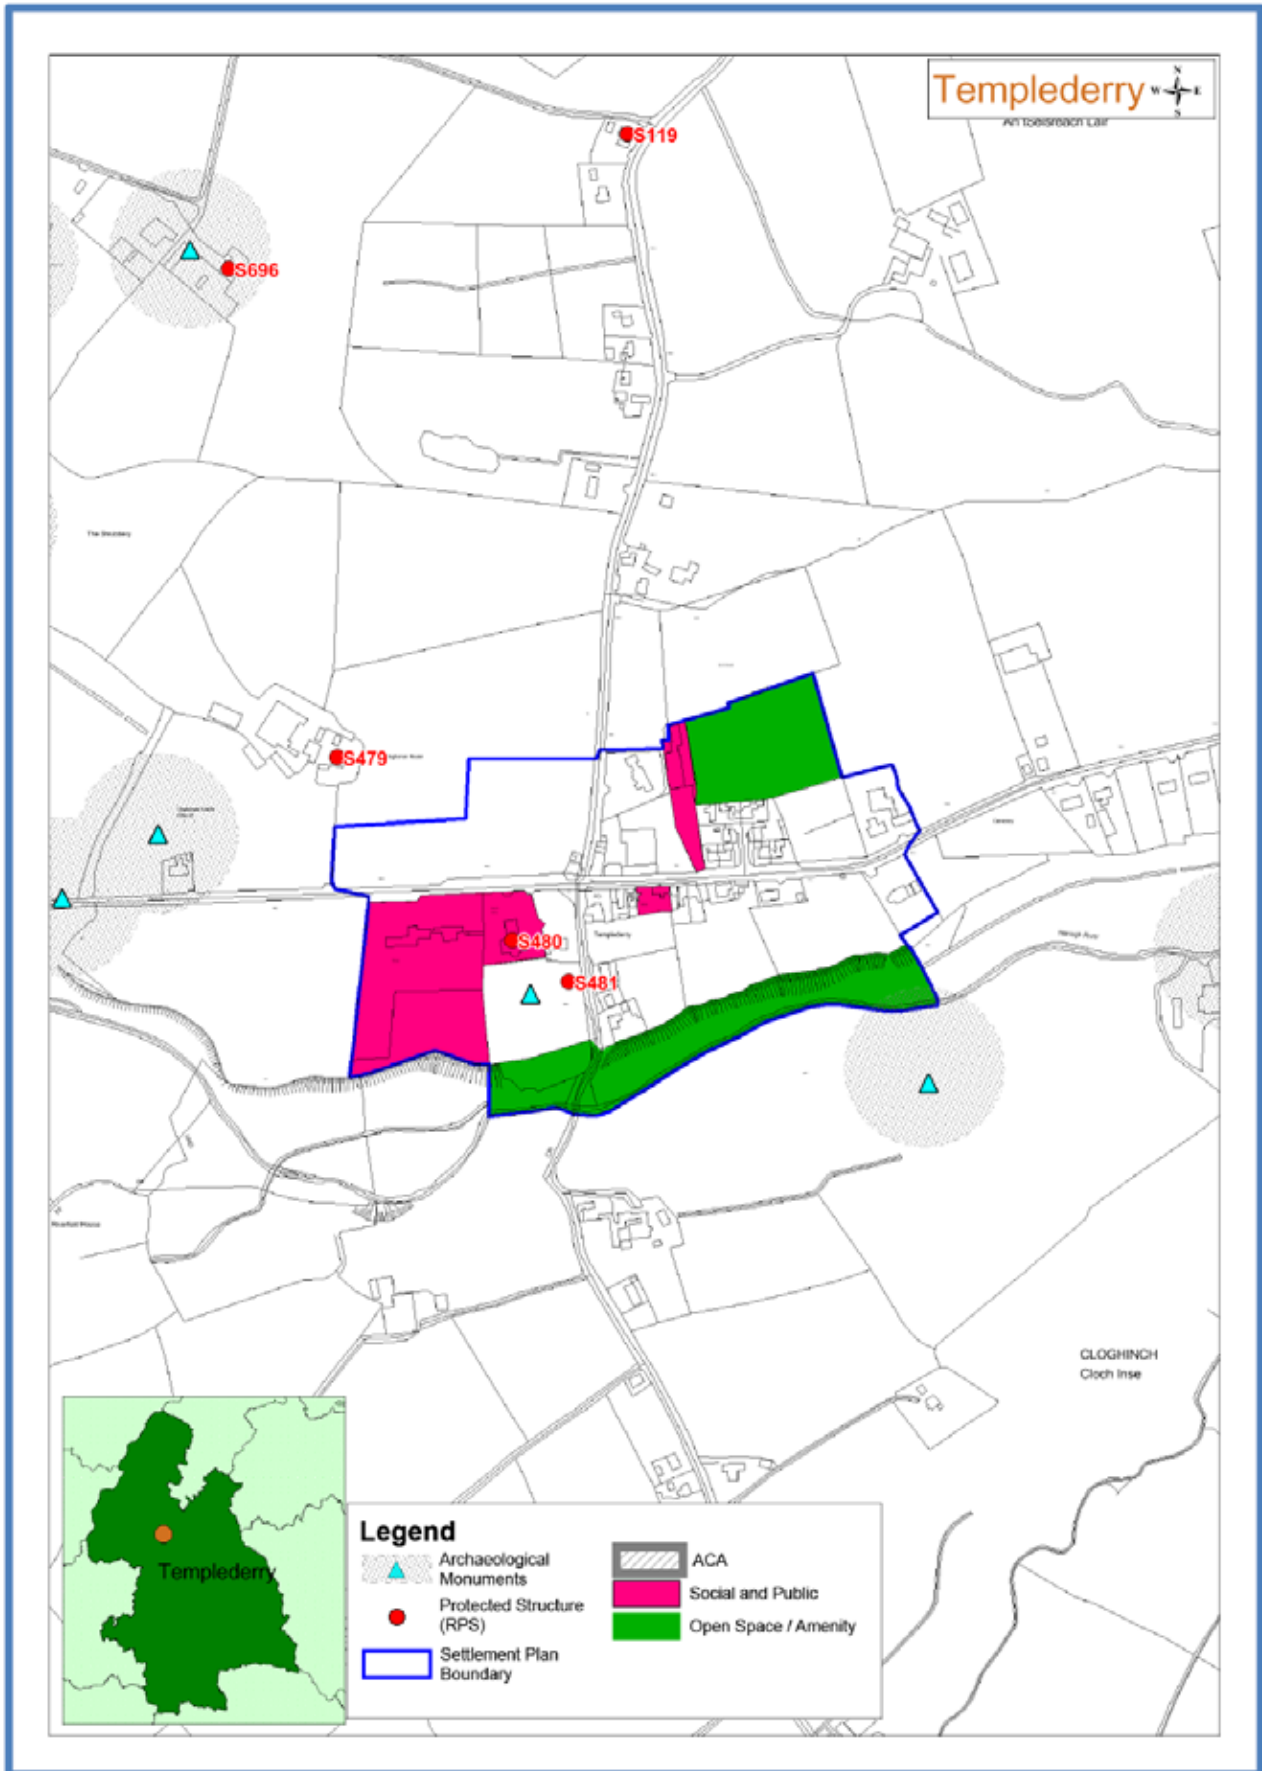 Templederry
N
W E
S
S119
S696
S479
S480
S481
Templederry
CLOGHINCH
Cloch Inse
Templederry
Legend
Archaeological
Monuments
Protected Structure
(RPS)
Settlement Plan
Boundary
ACA
Social and Public
Open Space / Amenity